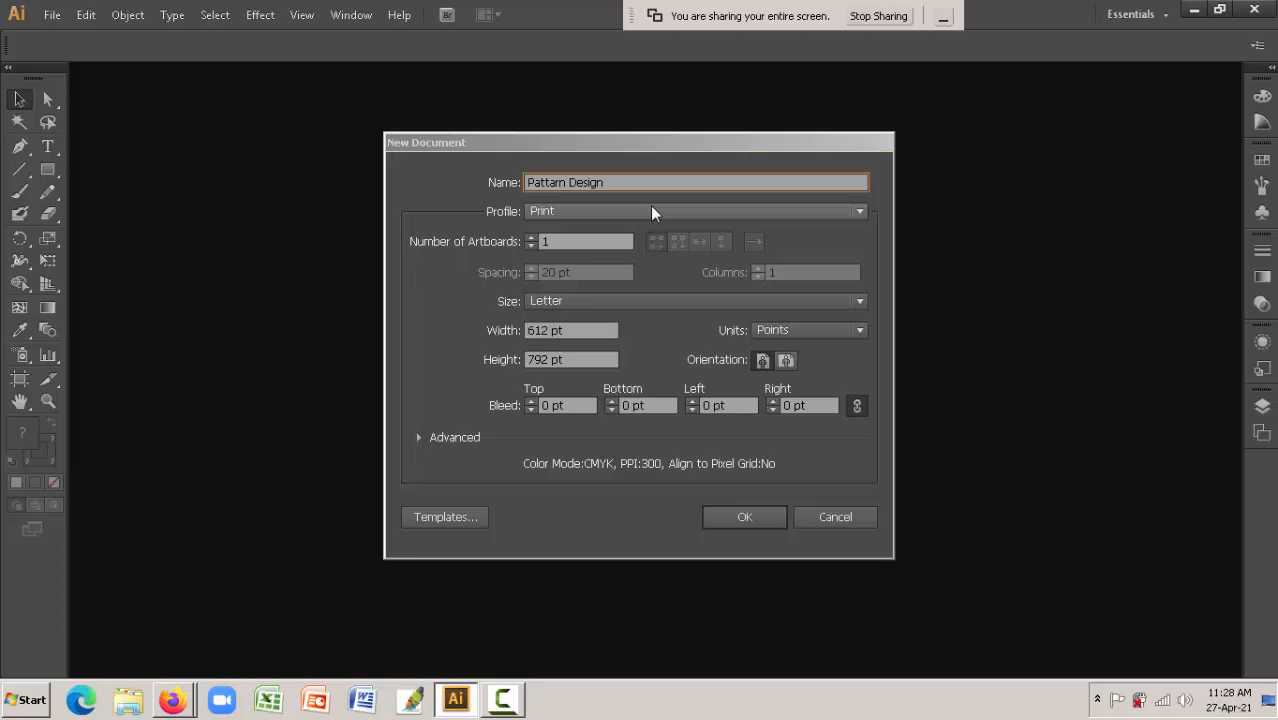 Ai File Edit Object Type Select Effect View Window Help Br You are sharing your entire screen. Stop Sharing Essentials
New Document
Name: Pattarn Design
Profile: Print
Number of Artboards: 1
Spacing: 20 pt Columns: 1
Size: Letter
Width: 612 pt Units: Points
Height: 792 pt Orientation:
Top Bottom Left Right
Bleed: 0 pt 0 pt 0 pt 0 pt
Advanced
Color Mode:CMYK, PPI:300, Align to Pixel Grid:No
Templates... OK Cancel
?
Start Ai 11:28 AM
27-Apr-21